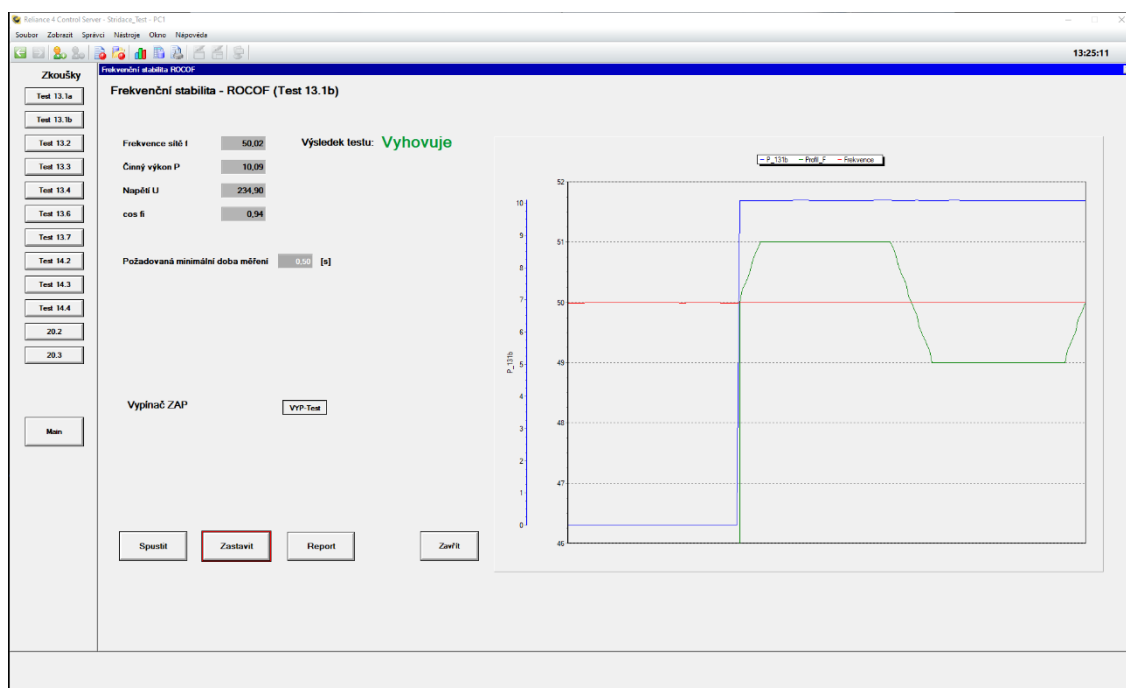 Reliance 4 Control Server - Stridace_Test - PC1
Soubor Zobrazit Správci Nástroje Okno Nápověda
13:25:11
Zkoušky
Test 13.1a
Test 13.1b
Test 13.2
Test 13.3
Test 13.4
Test 13.6
Test 13.7
Test 14.2
Test 14.3
Test 14.4
20.2
20.3
Main
Frekvenční stabilita ROCOF
Frekvenční stabilita - ROCOF (Test 13.1b)
Frekvence sítě f 50,02
Výsledek testu: Vyhovuje
Činný výkon P 10,09
Napětí U 234,90
cos fi 0,94
Požadovaná minimální doba měření 0,50 [s]
Vypínač ZAP
VYP-Test
Spustit
Zastavit
Report
Zavřít
P_131b Profil_F Frekvence
P_131b
10
9
8
7
6
5
4
3
2
1
0
52
51
50
49
48
47
46